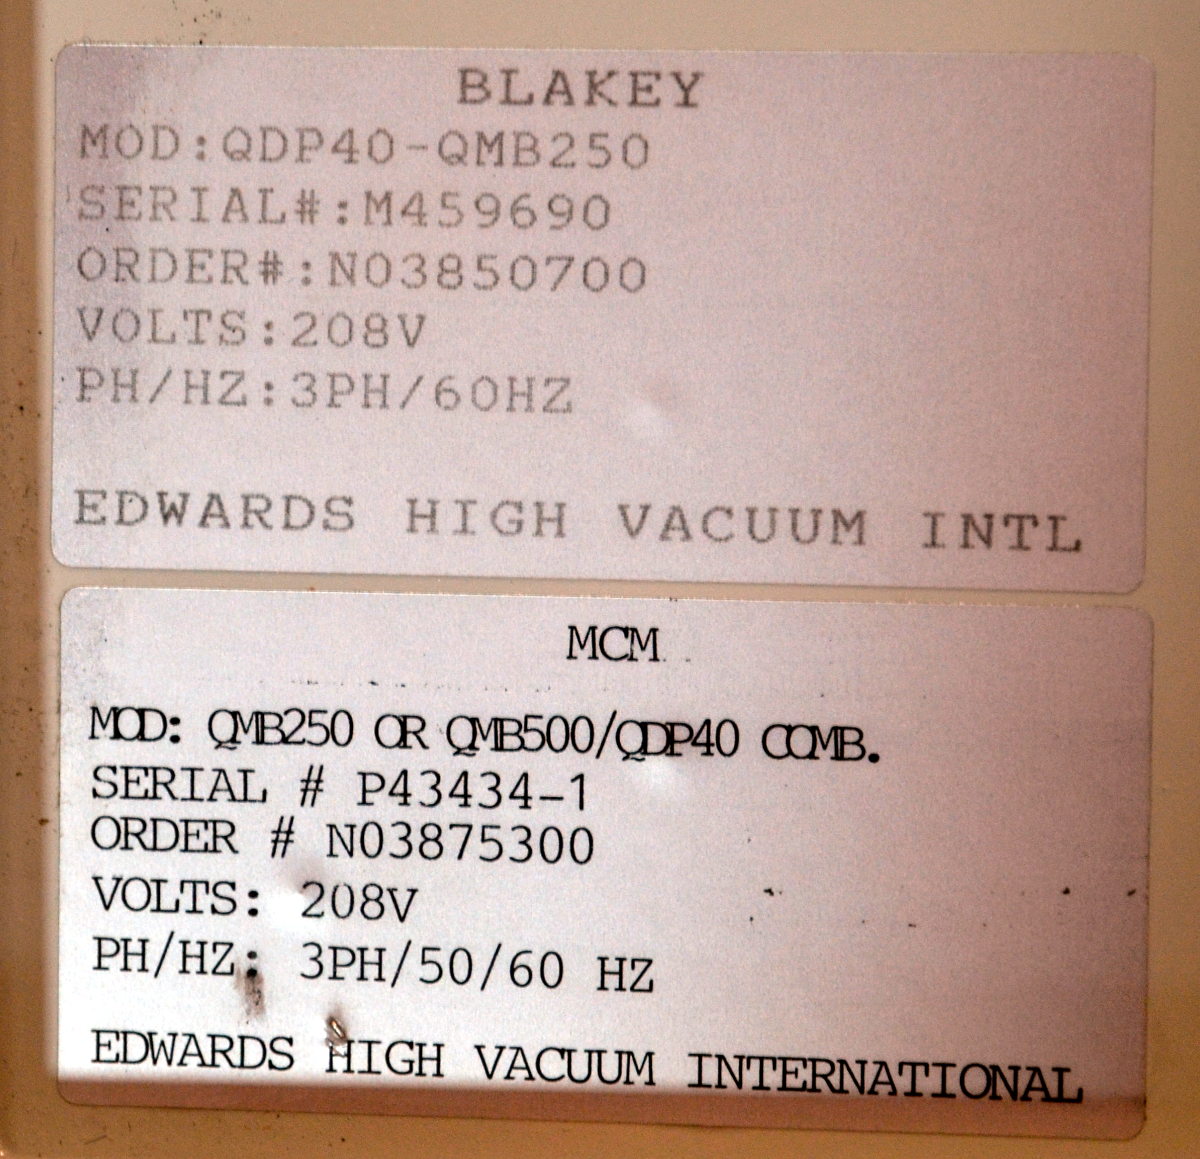 BLAKEY
MOD:QDP40-QMB250
SERIAL#:M459690
ORDER#:N03850700
VOLTS:208V
PH/HZ:3PH/60HZ
EDWARDS HIGH VACUUM INTL
MCM
MOD: QMB250 OR QMB500/QDP40 COMB.
SERIAL # P43434-1
ORDER # N03875300
VOLTS: 208V
PH/HZ: 3PH/50/60 HZ
EDWARDS HIGH VACUUM INTERNATIONAL